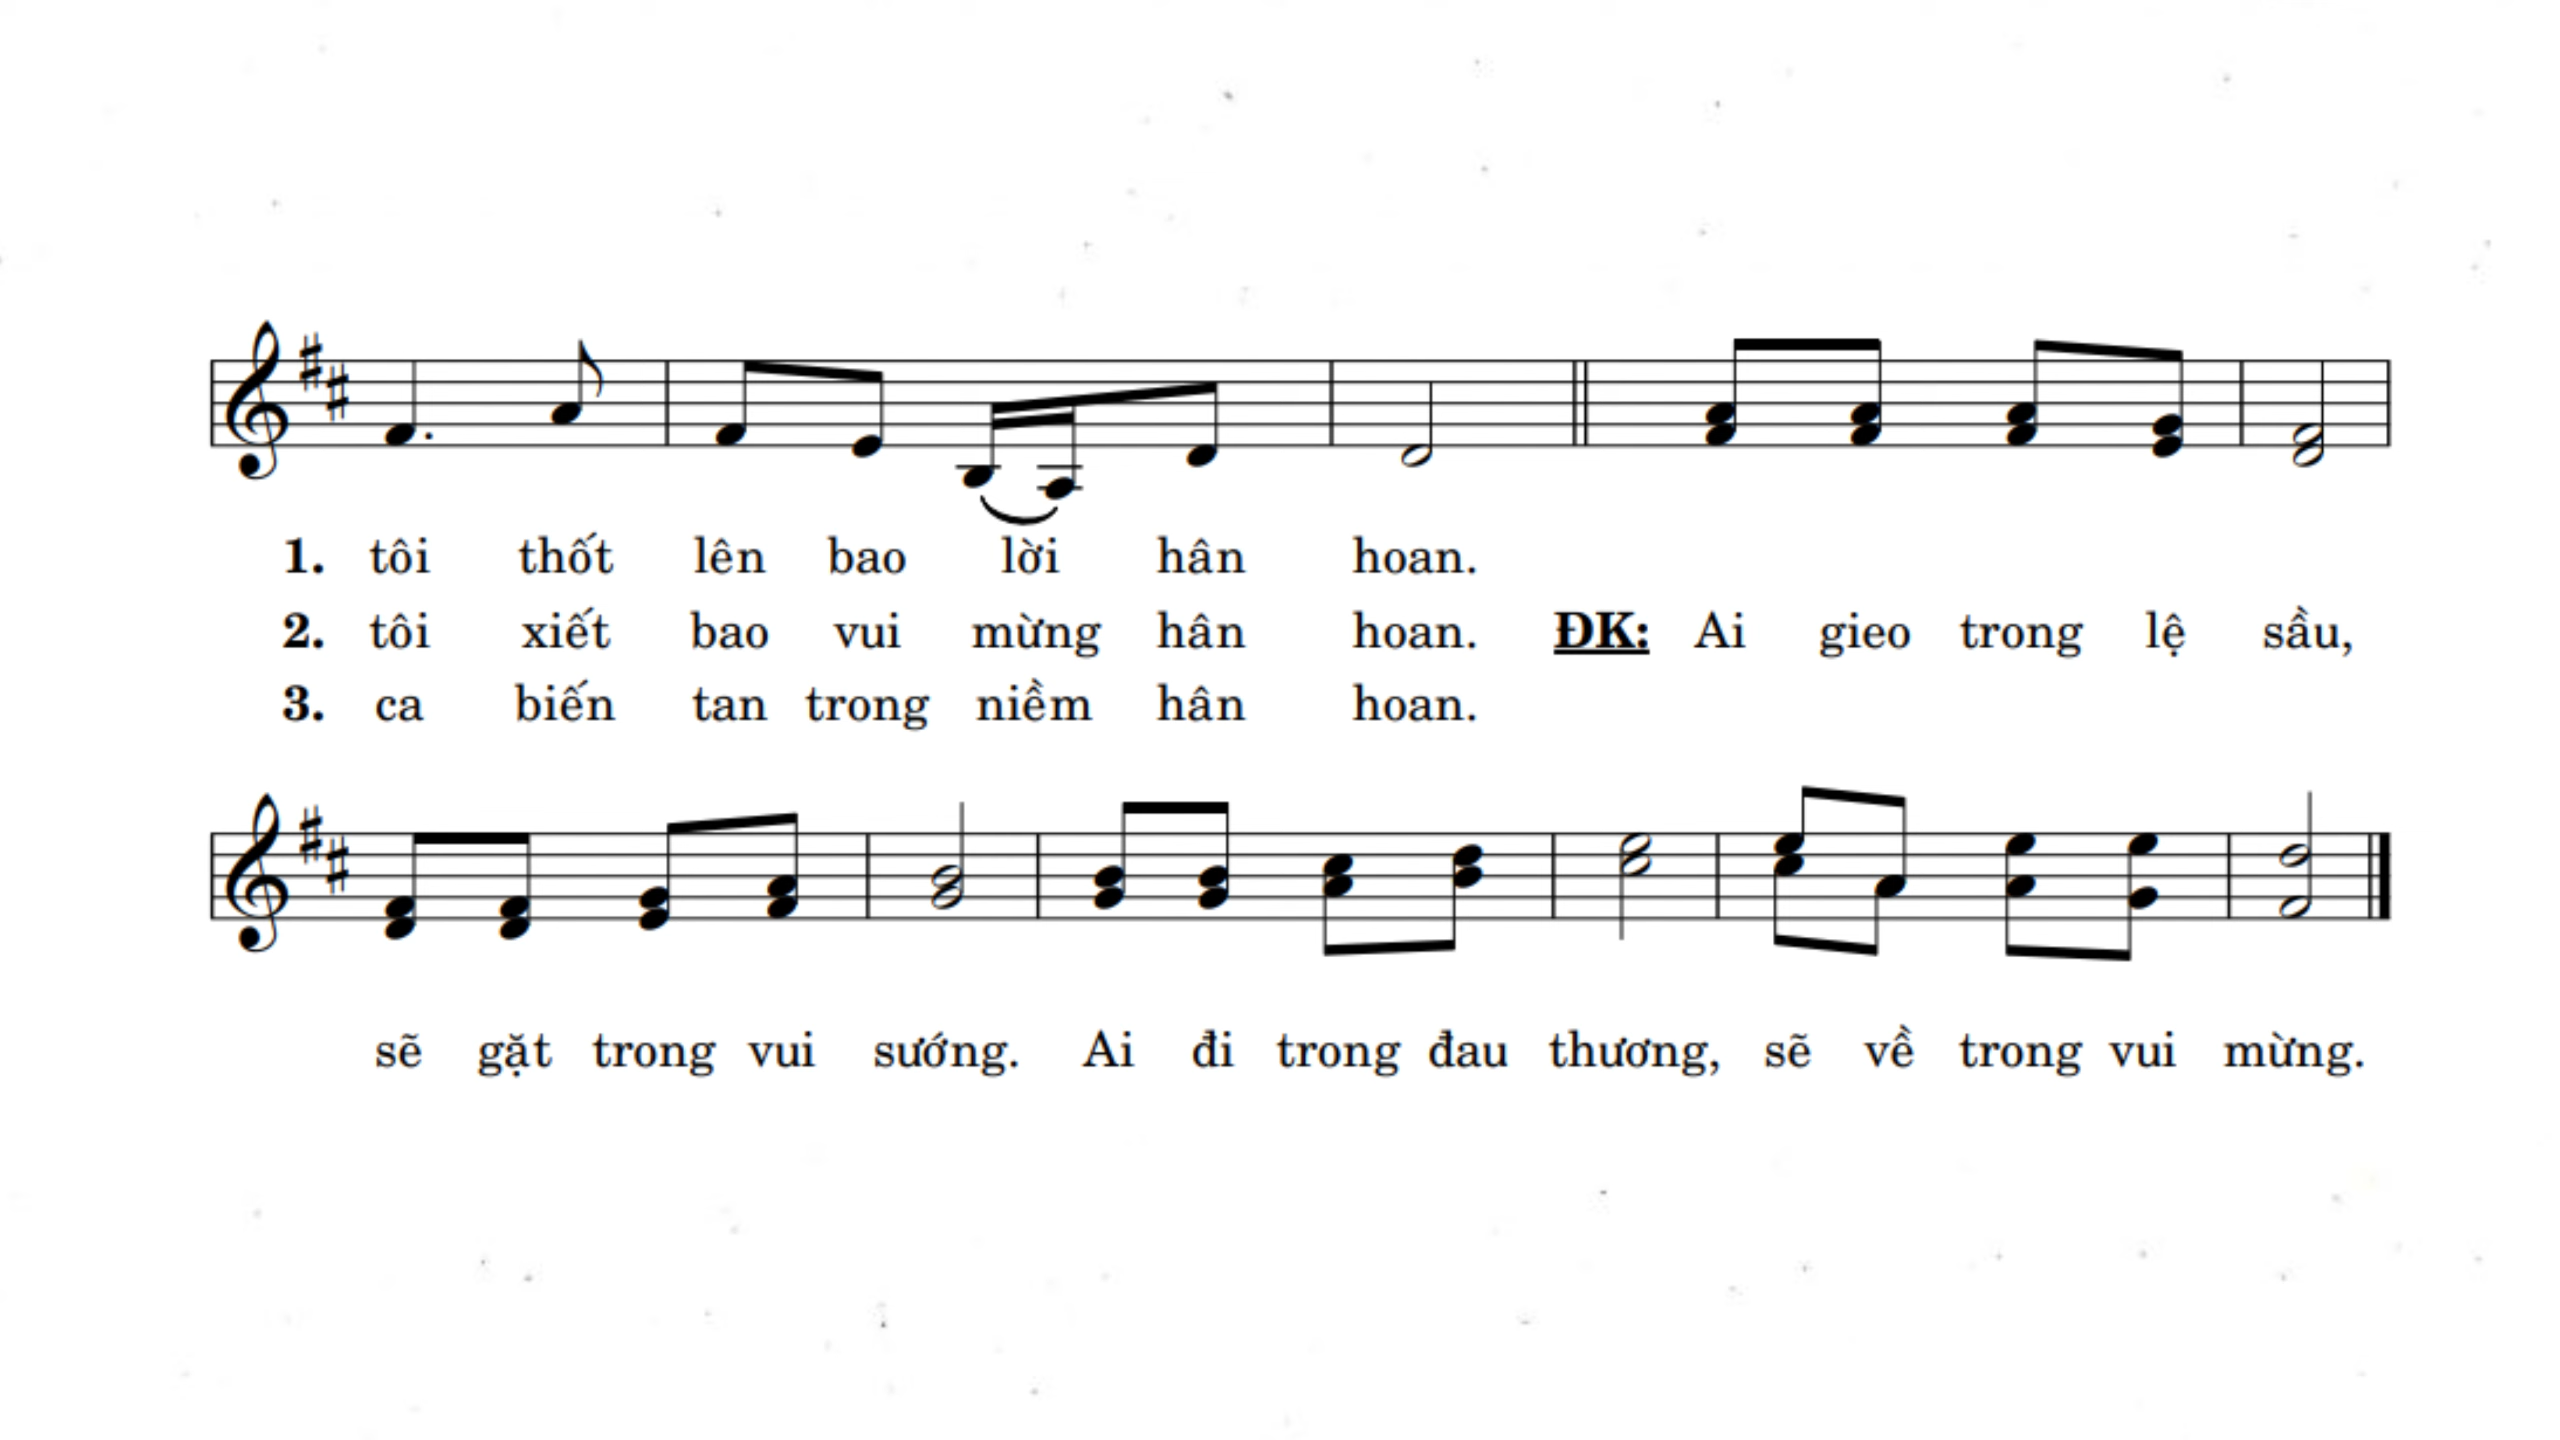 1. tôi thốt lên bao lời hân hoan.
2. tôi xiết bao vui mừng hân hoan. ĐK: Ai gieo trong lệ sầu,
3. ca biến tan trong niềm hân hoan.
sẽ gặt trong vui sướng. Ai đi trong đau thương, sẽ về trong vui mừng.